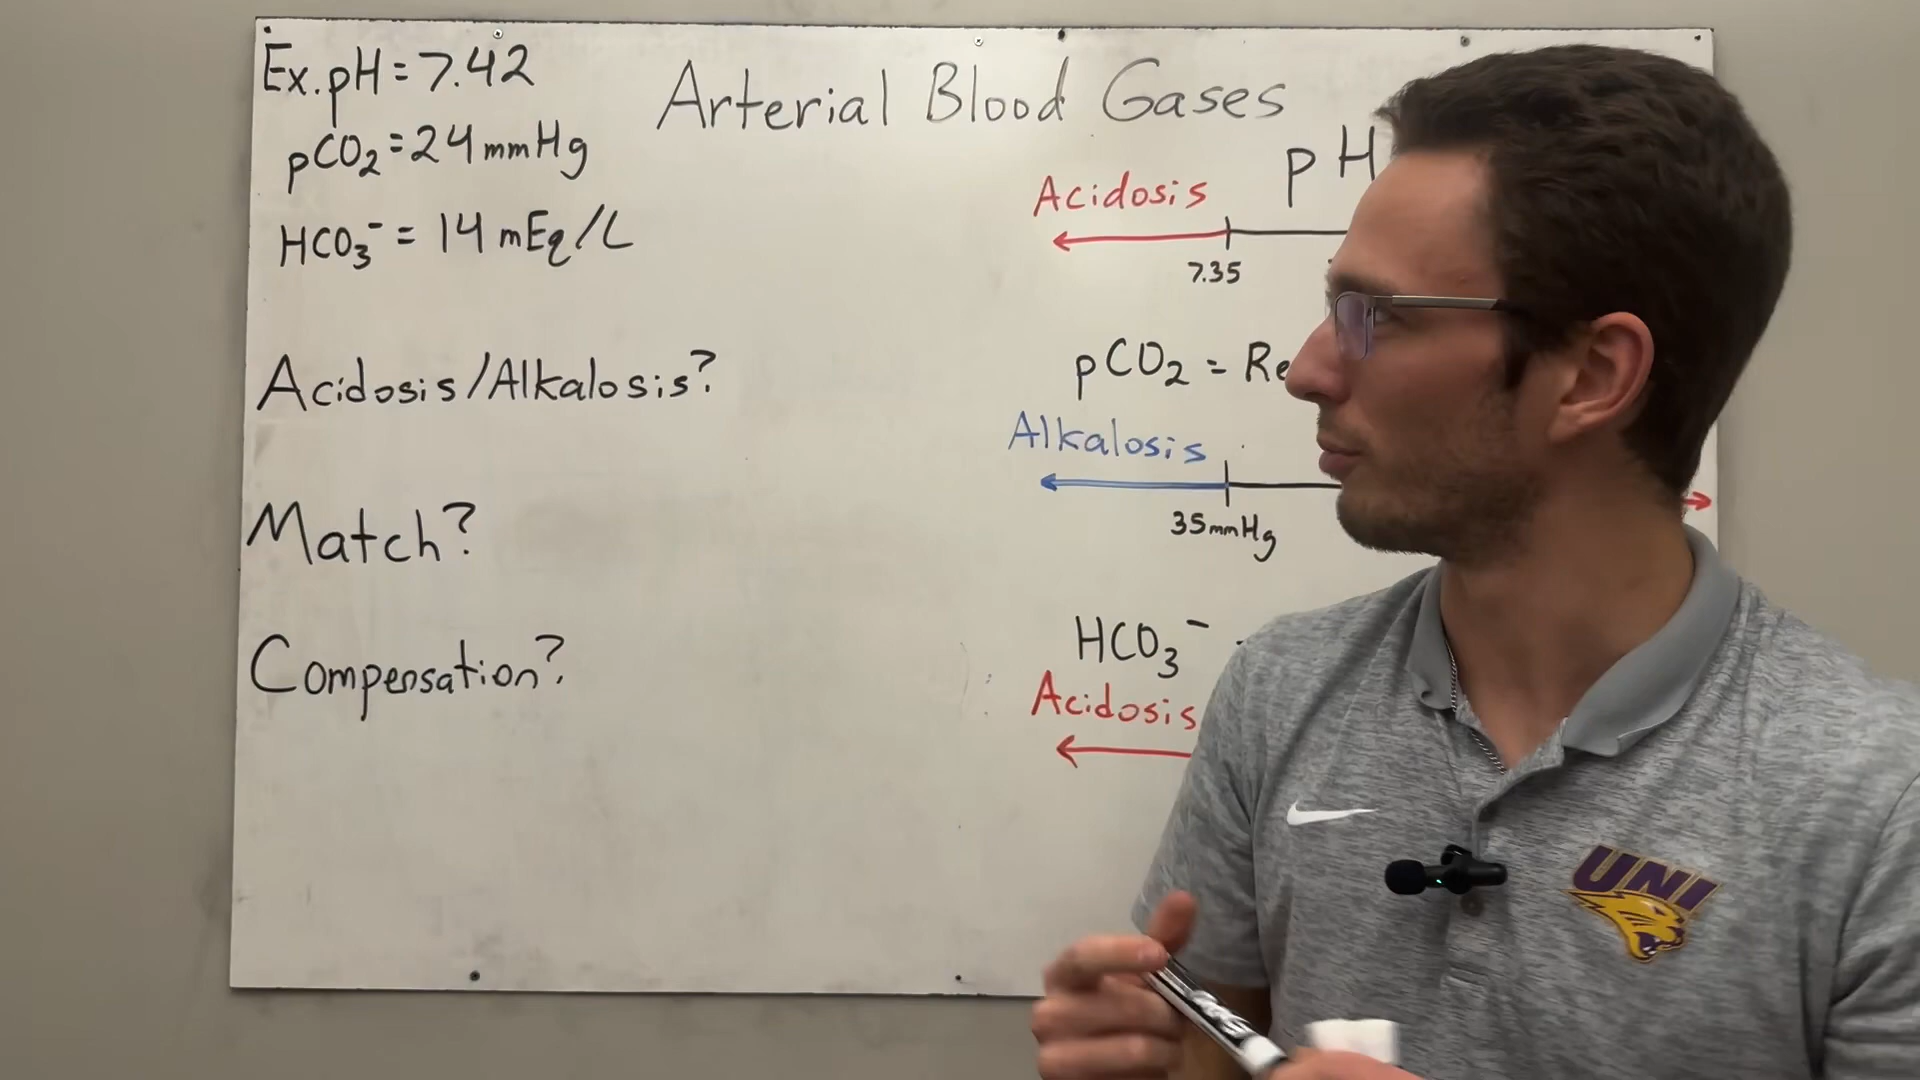 Ex. pH = 7.42
pCO₂ = 24 mmHg
HCO₃⁻ = 14 mEq/L
Acidosis/Alkalosis?
Match?
Compensation?
Arterial Blood Gases
pH
Acidosis
7.35
pCO₂ = Re
Alkalosis
35mmHg
HCO₃⁻
Acidosis
UNI